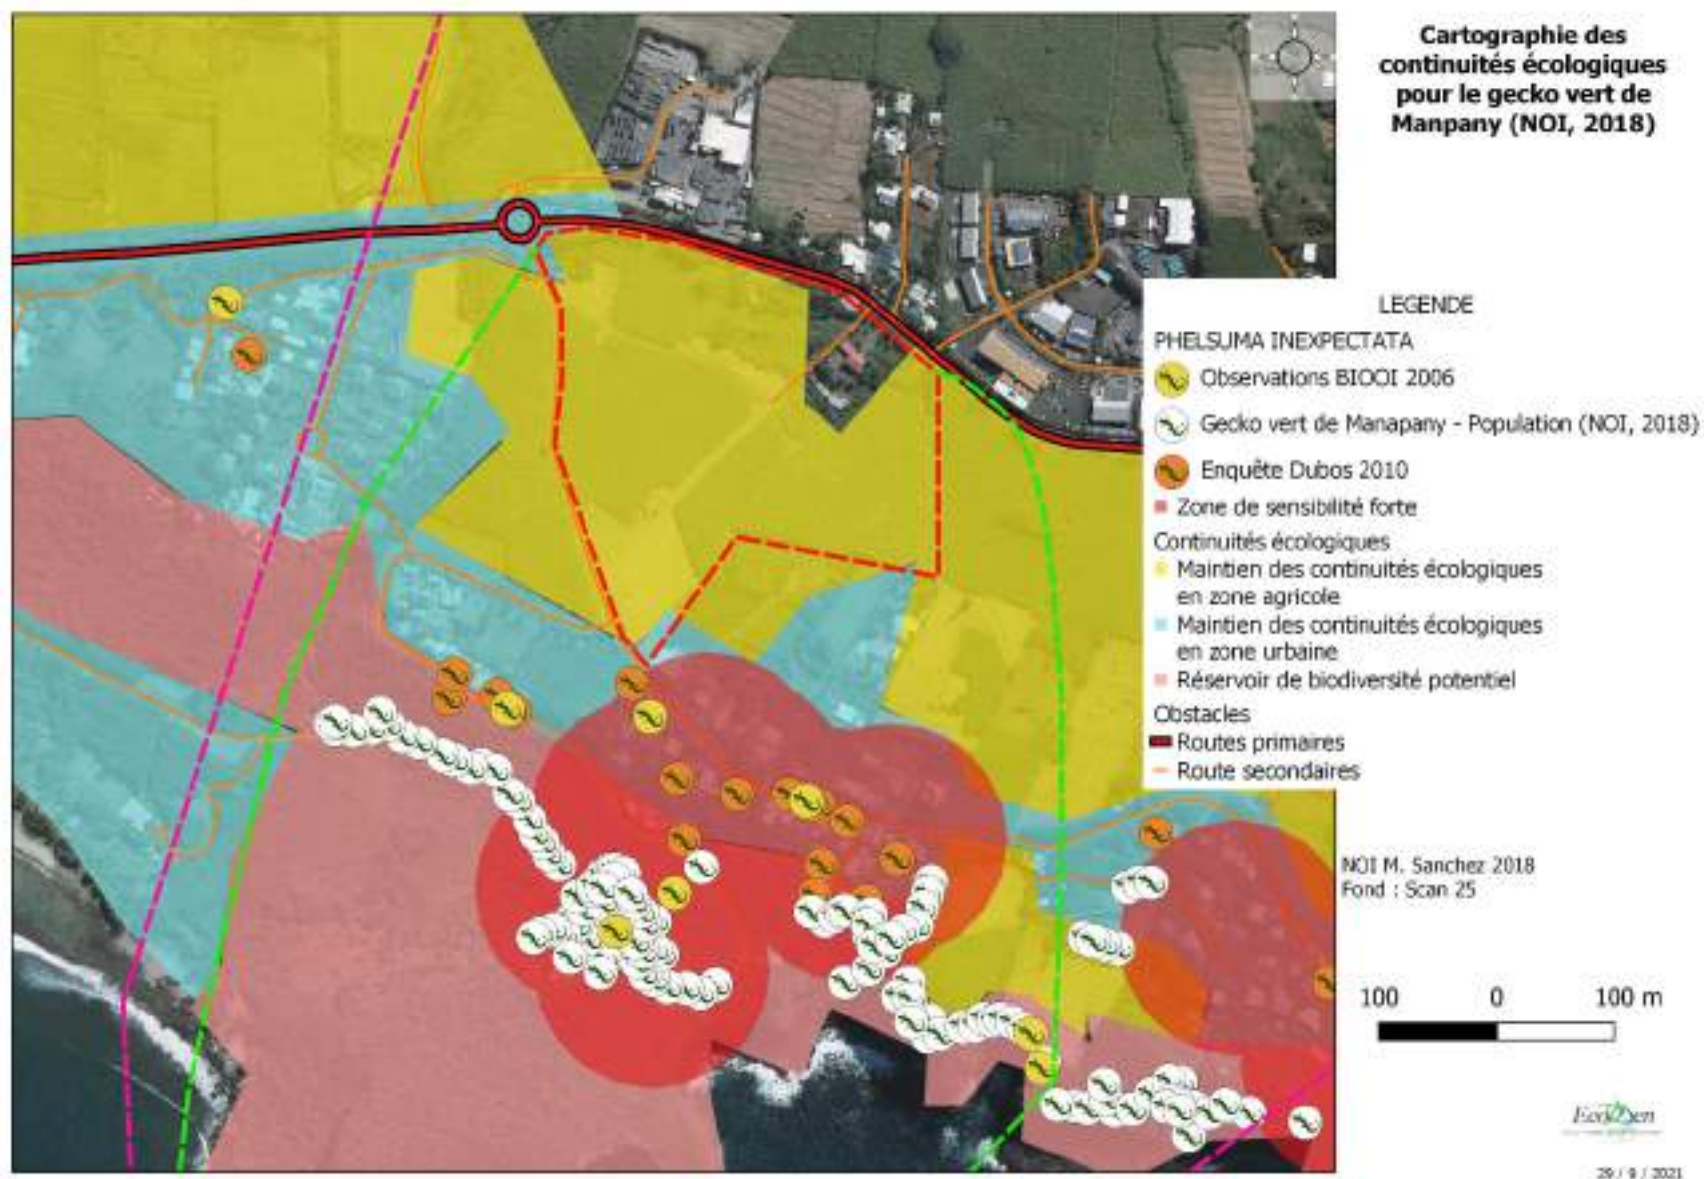 Cartographie des
continuités écologiques
pour le gecko vert de
Manpany (NOI, 2018)
LEGENDE
PHELSUMA INEXPECTATA
Observations BIOOI 2006
Gecko vert de Manapany - Population (NOI, 2018)
Enquête Dubos 2010
Zone de sensibilité forte
Continuités écologiques
Maintien des continuités écologiques
en zone agricole
Maintien des continuités écologiques
en zone urbaine
Réservoir de biodiversité potentiel
Obstacles
Routes primaires
Route secondaires
NOI M. Sanchez 2018
Fond : Scan 25
100 0 100 m
29 / 9 / 2021